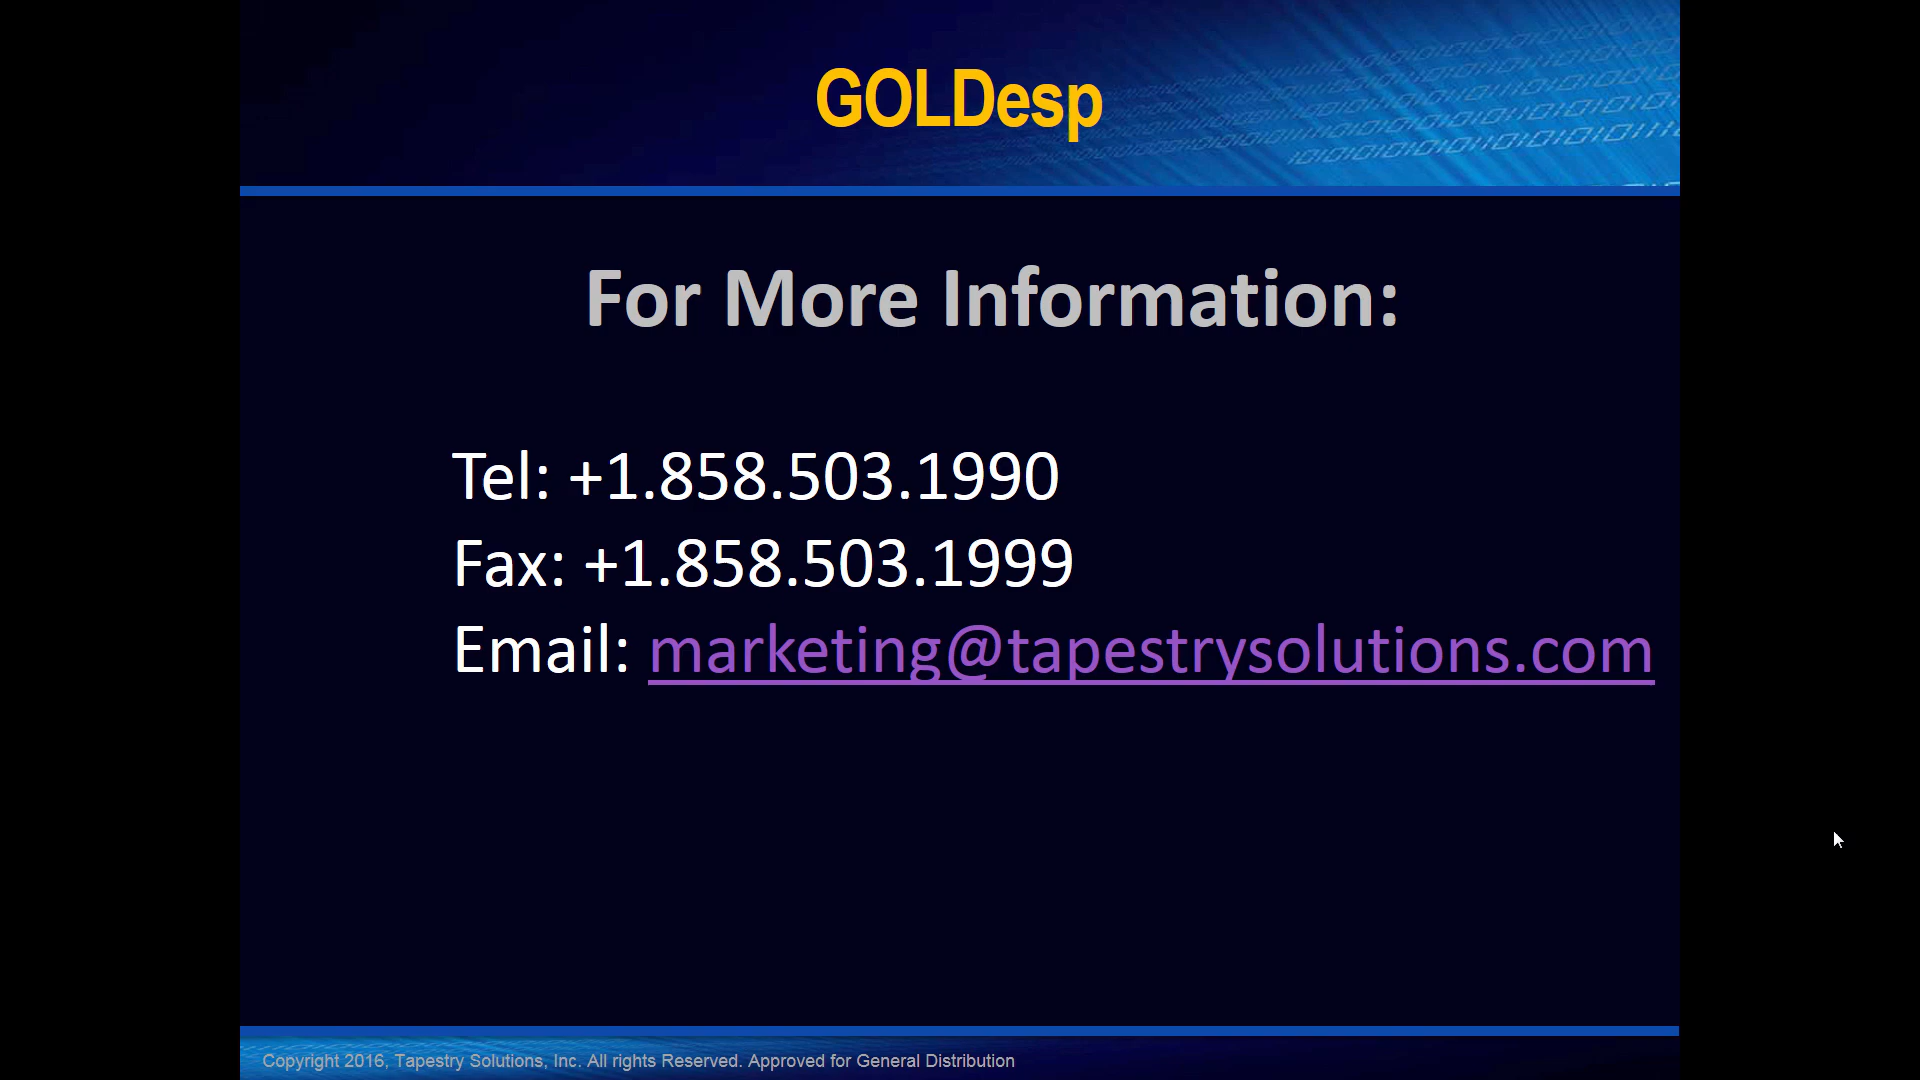 GOLDesp
For More Information:
Tel: +1.858.503.1990
Fax: +1.858.503.1999
Email: marketing@tapestrysolutions.com
Copyright 2016, Tapestry Solutions, Inc. All rights Reserved. Approved for General Distribution